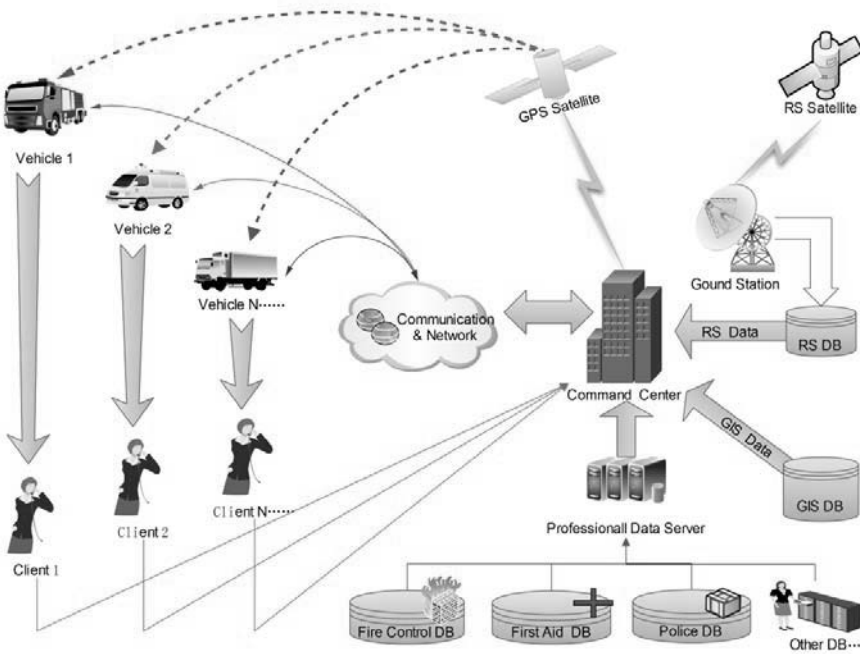 GPS Satellite
RS Satellite
Vehicle 1
Vehicle 2
Vehicle N······
Communication
& Network
Gound Station
RS Data
RS DB
Command Center
GIS Data
GIS DB
Client 1
Client 2
Client N······
Professionall Data Server
Fire Control DB
First Aid DB
Police DB
Other DB···